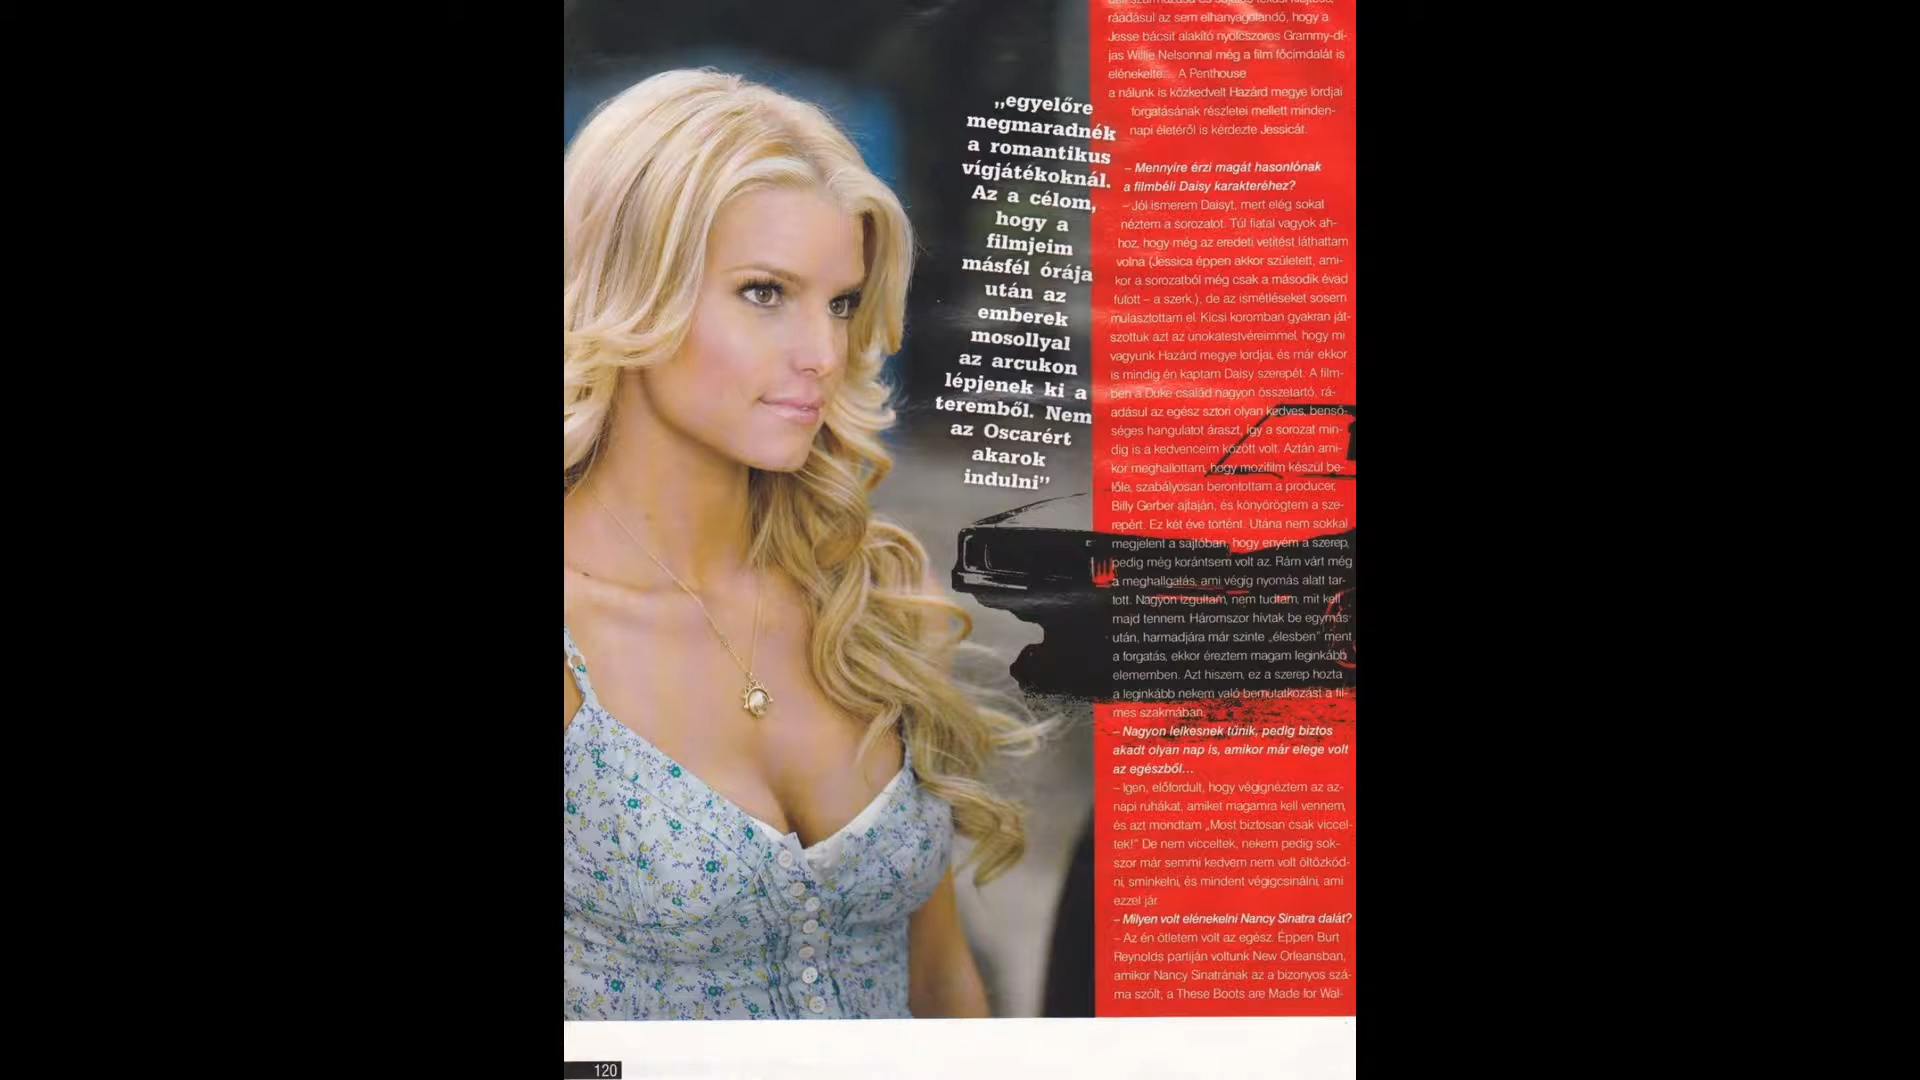 ráadásul az sem elhanyagolandó, hogy a
Jesse bácsit alakító nyolcszoros Grammy-dí-
jas Willie Nelsonnal még a film főcímdalát is
elénekelte… A Penthouse
a nálunk is közkedvelt Hazárd megye lordjai
forgatásának részletei mellett minden-
napi életéről is kérdezte Jessicát.
„egyelőre
megmaradnék
a romantikus
vígjátékoknál.
Az a célom,
hogy a
filmjeim
másfél órája
után az
emberek
mosollyal
az arcukon
lépjenek ki a
teremből. Nem
az Oscarért
akarok
indulni”
– Mennyire érzi magát hasonlónak
a filmbéli Daisy karakteréhez?
– Jól ismerem Daisyt, mert elég sokat
néztem a sorozatot. Túl fiatal vagyok ah-
hoz, hogy még az eredeti vetítést láthattam
volna (Jessica éppen akkor született, ami-
kor a sorozatból még csak a második évad
futott – a szerk.), de az ismétléseket sosem
mulasztottam el. Kicsi koromban gyakran ját-
szottuk azt az unokatestvéreimmel, hogy mi
vagyunk Hazárd megye lordjai, és már ekkor
is mindig én kaptam Daisy szerepét. A film-
ben a Duke család nagyon összetartó, rá-
adásul az egész sztori olyan kedves, bensõ-
séges hangulatot áraszt, így a sorozat min-
dig is a kedvenceim között volt. Aztán ami-
kor meghallottam, hogy mozifilm készül be-
lőle, szabályosan berontottam a producer,
Billy Gerber ajtaján, és könyörögtem a sze-
repért. Ez két éve történt. Utána nem sokkal
megjelent a sajtóban, hogy enyém a szerep,
pedig még korántsem volt az. Rám várt még
a meghallgatás, ami végig nyomás alatt tar-
tott. Nagyon izgultam, nem tudtam, mit kell
majd tennem. Háromszor hívtak be egymás
után, harmadjára már szinte „élesben” ment
a forgatás, ekkor éreztem magam leginkább
elememben. Azt hiszem, ez a szerep hozta
a leginkább nekem való bemutatkozást a fil-
mes szakmában.
– Nagyon lelkesnek tűnik, pedig biztos
akadt olyan nap is, amikor már elege volt
az egészből…
– Igen, előfordult, hogy végignéztem az az-
napi ruhákat, amiket magamra kell vennem,
és azt mondtam „Most biztosan csak viccel-
tek!” De nem vicceltek, nekem pedig sok-
szor már semmi kedvem nem volt öltözköd-
ni, sminkelni, és mindent végigcsinálni, ami
ezzel jár.
– Milyen volt elénekelni Nancy Sinatra dalát?
– Az én ötletem volt az egész. Éppen Burt
Reynolds partiján voltunk New Orleansban,
amikor Nancy Sinatrának az a bizonyos szá-
ma szólt, a These Boots are Made for Wal-
120